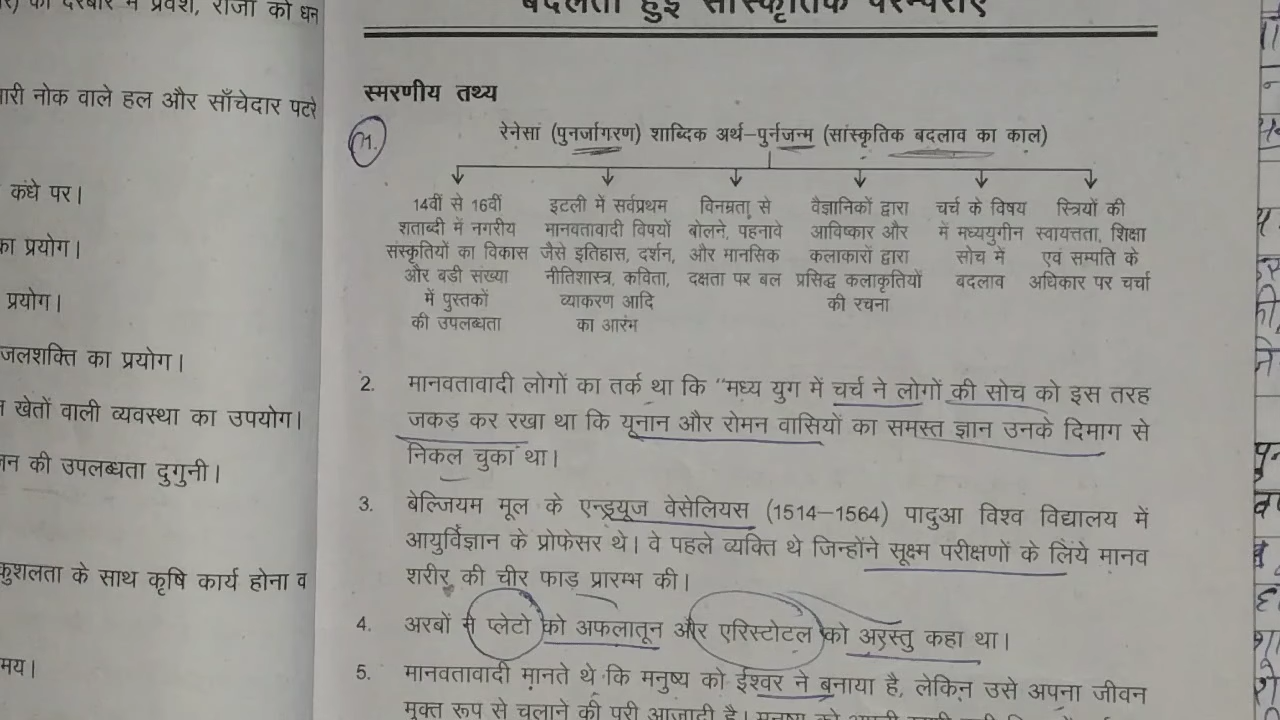 बदलती हुई सांस्कृतिक परम्पराएँ
स्मरणीय तथ्य
रेनेसां (पुनर्जागरण) शाब्दिक अर्थ–पुर्नजन्म (सांस्कृतिक बदलाव का काल)
14वीं से 16वीं
शताब्दी में नगरीय
संस्कृतियों का विकास
और बडी संख्या
में पुस्तकों
की उपलब्धता
इटली में सर्वप्रथम
मानवतावादी विषयों
जैसे इतिहास, दर्शन,
नीतिशास्त्र, कविता,
व्याकरण आदि
का आरंम
विनम्रता से
बोलने, पहनावे
और मानसिक
दक्षता पर बल
वैज्ञानिकों द्वारा
आविष्कार और
कलाकारों द्वारा
प्रसिद्ध कलाकृतियों
की रचना
चर्च के विषय
में मध्ययुगीन
सोच में
बदलाव
स्त्रियों की
स्वायत्तता, शिक्षा
एवं सम्पति के
अधिकार पर चर्चा
2. मानवतावादी लोगों का तर्क था कि "मध्य युग में चर्च ने लोगों की सोच को इस तरह
जकड़ कर रखा था कि यूनान और रोमन वासियों का समस्त ज्ञान उनके दिमाग से
निकल चुका था।
3. बेल्जियम मूल के एन्ड्रयूज वेसेलियस (1514–1564) पादुआ विश्व विद्यालय में
आयुर्विज्ञान के प्रोफेसर थे। वे पहले व्यक्ति थे जिन्होंने सूक्ष्म परीक्षणों के लिये मानव
शरीर की चीर फाड़ प्रारम्भ की।
4. अरबों ने प्लेटो को अफलातून और एरिस्टोटल को अरस्तु कहा था।
5. मानवतावादी मानते थे कि मनुष्य को ईश्वर ने बनाया है, लेकिन उसे अपना जीवन
मुक्त रूप से चलाने की पूरी आजादी है।
को दरबार में प्रवेश, राजा को धन
नोक वाले हल और साँचेदार पटरे
कंधे पर।
का प्रयोग।
प्रयोग।
जलशक्ति का प्रयोग।
खेतों वाली व्यवस्था का उपयोग।
की उपलब्धता दुगुनी।
कुशलता के साथ कृषि कार्य होना व